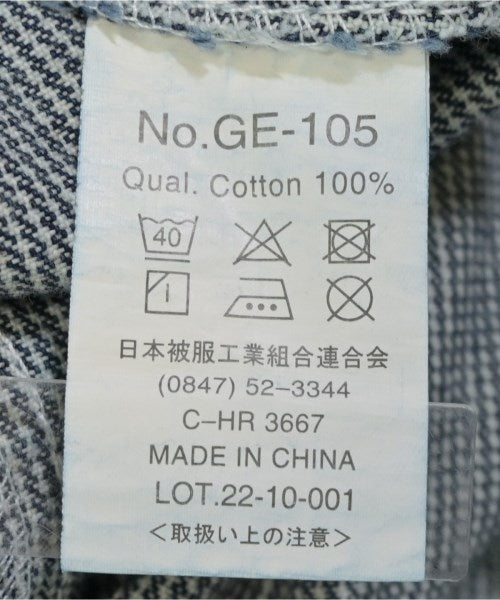 No.GE-105
Qual. Cotton 100%
40
日本被服工業組合連合会
(0847) 52-3344
C-HR 3667
MADE IN CHINA
LOT.22-10-001
<取扱い上の注意>